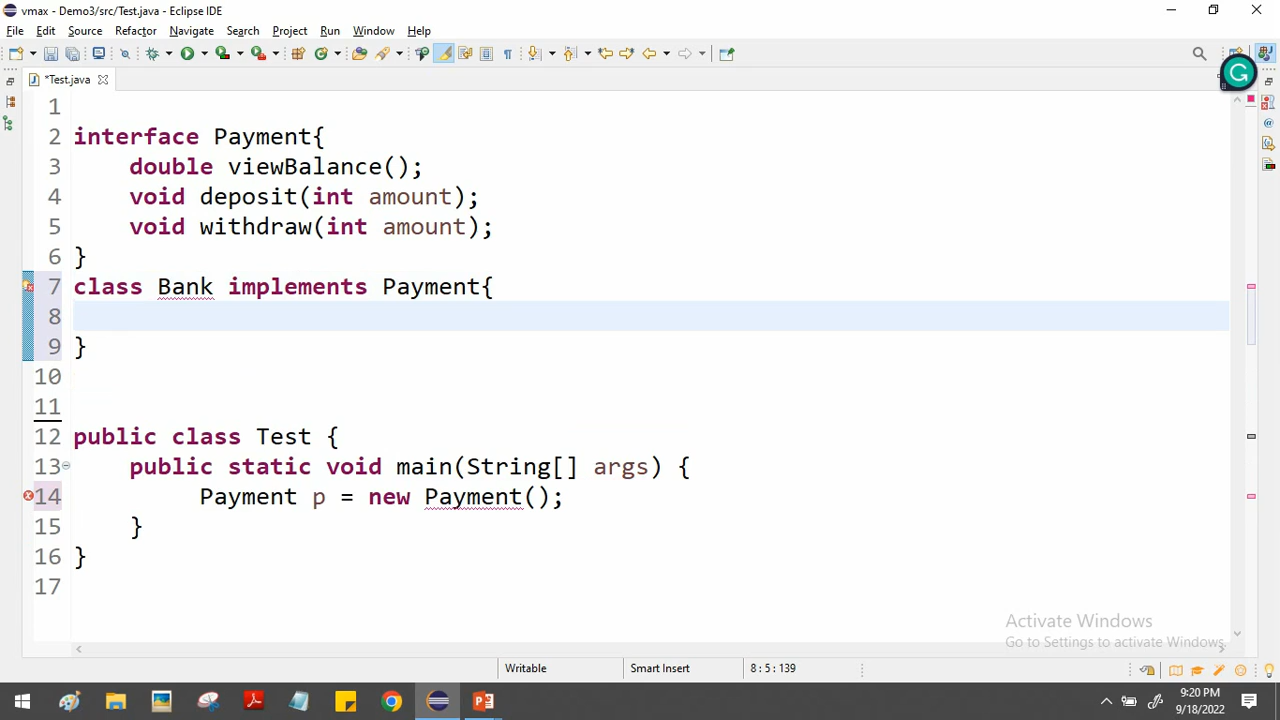 vmax - Demo3/src/Test.java - Eclipse IDE
File Edit Source Refactor Navigate Search Project Run Window Help
*Test.java
1
2 interface Payment{
3 double viewBalance();
4 void deposit(int amount);
5 void withdraw(int amount);
6 }
7 class Bank implements Payment{
8
9 }
10
11
12 public class Test {
13 public static void main(String[] args) {
14 Payment p = new Payment();
15 }
16 }
17
Activate Windows
Go to Settings to activate Windows.
Writable Smart Insert 8 : 5 : 139
9:20 PM
9/18/2022